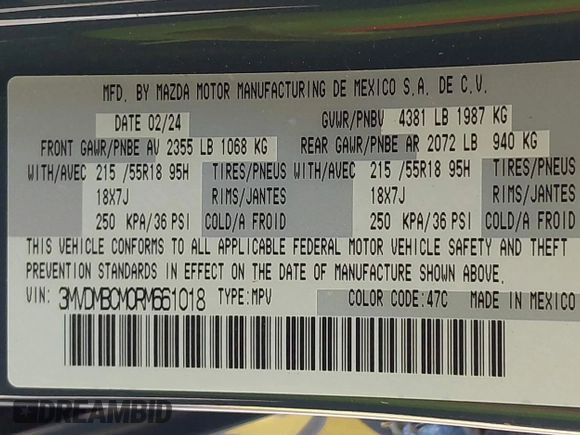 MFD. BY MAZDA MOTOR MANUFACTURING DE MEXICO S.A. DE C.V.
DATE 02/24 GVWR/PNBV 4381 LB 1987 KG
FRONT GAWR/PNBE AV 2355 LB 1068 KG REAR GAWR/PNBE AR 2072 LB 940 KG
WITH/AVEC 215 /55R18 95H TIRES/PNEUS WITH/AVEC 215 /55R18 95H TIRES/PNEUS
18X7J RIMS/JANTES 18X7J RIMS/JANTES
250 KPA/36 PSI COLD/A FROID 250 KPA/36 PSI COLD/A FROID
THIS VEHICLE CONFORMS TO ALL APPLICABLE FEDERAL MOTOR VEHICLE SAFETY AND THEFT
PREVENTION STANDARDS IN EFFECT ON THE DATE OF MANUFACTURE SHOWN ABOVE.
VIN: 3MVDMBCM0RM661018 TYPE:MPV COLOR CODE:47C MADE IN MEXICO
DREAMBID